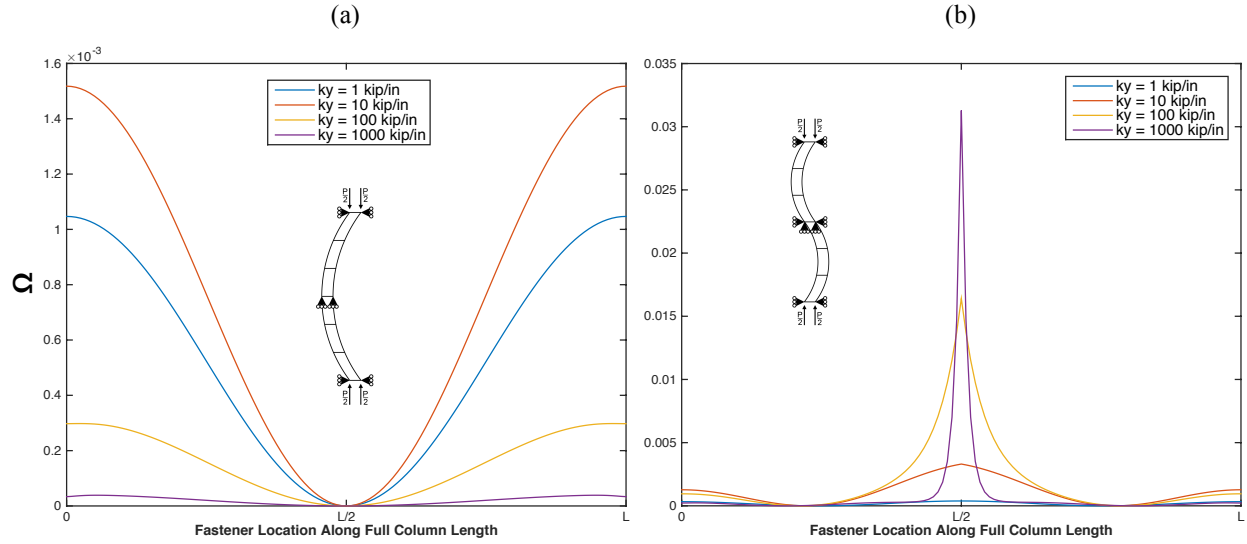 (a)
×10⁻³
1.6
1.4
1.2
1
0.8
0.6
0.4
0.2
0
Ω
ky = 1 kip/in
ky = 10 kip/in
ky = 100 kip/in
ky = 1000 kip/in
P/2 P/2
P/2 P/2
0 L/2 L
Fastener Location Along Full Column Length
(b)
0.035
0.03
0.025
0.02
0.015
0.01
0.005
0
ky = 1 kip/in
ky = 10 kip/in
ky = 100 kip/in
ky = 1000 kip/in
P/2 P/2
P/2 P/2
0 L/2 L
Fastener Location Along Full Column Length